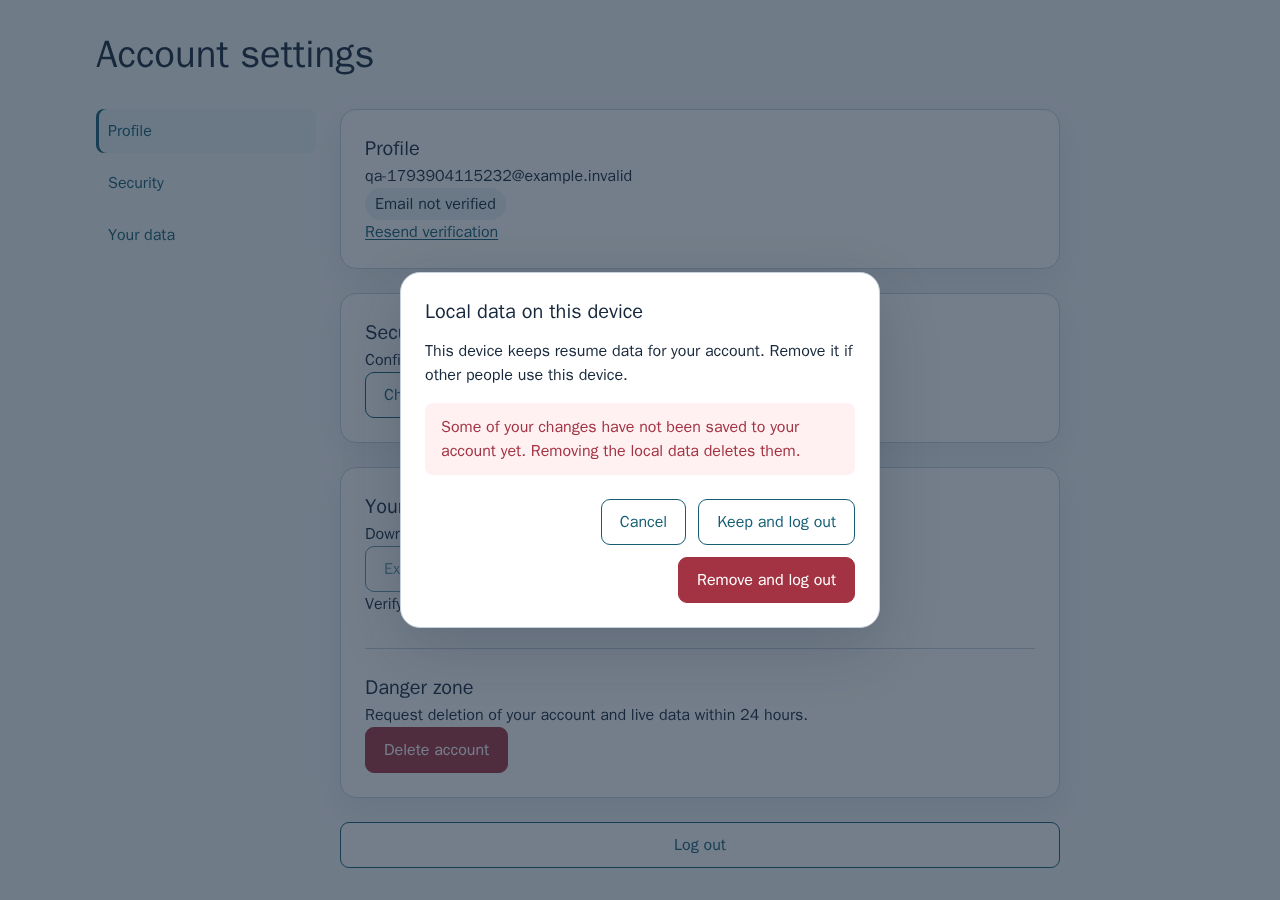 Account settings
Profile
Security
Your data
Profile
qa-1793904115232@example.invalid
Email not verified
Resend verification
Local data on this device
This device keeps resume data for your account. Remove it if
other people use this device.
Some of your changes have not been saved to your
account yet. Removing the local data deletes them.
Cancel
Keep and log out
Remove and log out
Danger zone
Request deletion of your account and live data within 24 hours.
Delete account
Log out